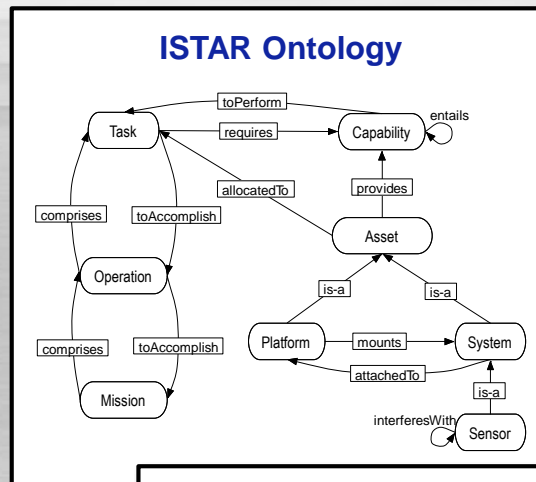 ISTAR Ontology
toPerform
entails
Task
requires
Capability
allocatedTo
provides
comprises
toAccomplish
Asset
Operation
is-a
is-a
comprises
toAccomplish
Platform
mounts
System
attachedTo
Mission
is-a
interferesWith
Sensor